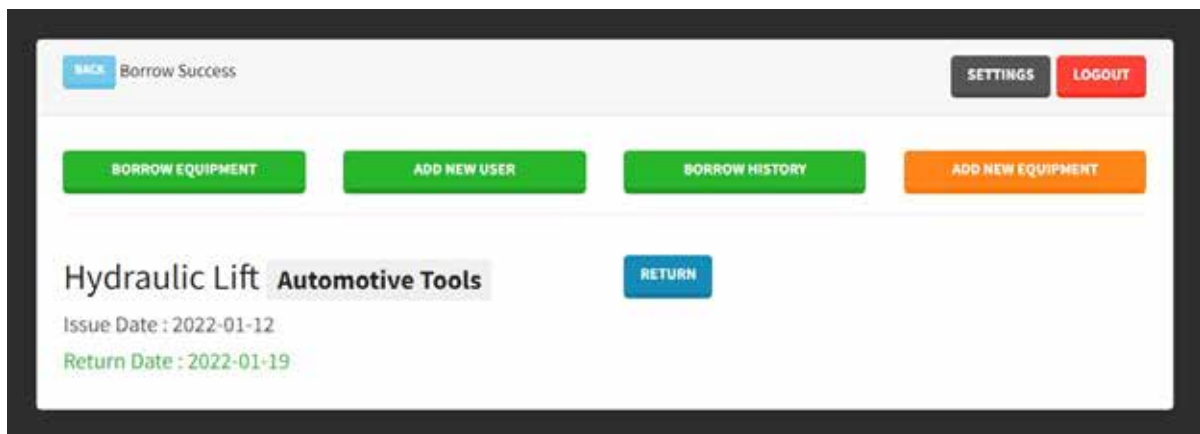 BACK Borrow Success SETTINGS LOGOUT
BORROW EQUIPMENT ADD NEW USER BORROW HISTORY ADD NEW EQUIPMENT
Hydraulic Lift Automotive Tools RETURN
Issue Date : 2022-01-12
Return Date : 2022-01-19